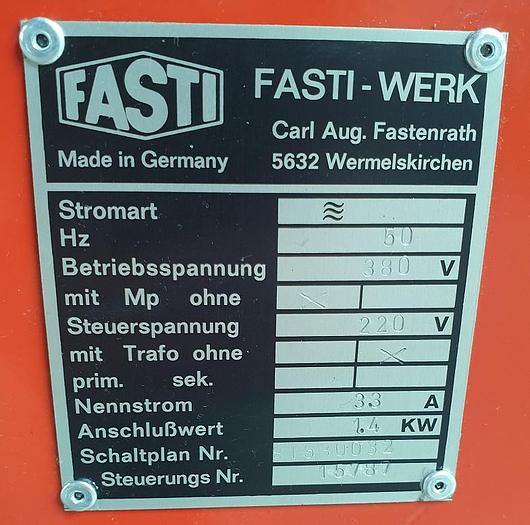 FASTI
FASTI - WERK
Carl Aug. Fastenrath
Made in Germany
5632 Wermelskirchen
Stromart ≋
Hz 50
Betriebsspannung 380 V
mit Mp ohne X
Steuerspannung 220 V
mit Trafo ohne X
prim. sek.
Nennstrom 3.3 A
Anschlußwert 1.4 KW
Schaltplan Nr.
Steuerungs Nr. 15787